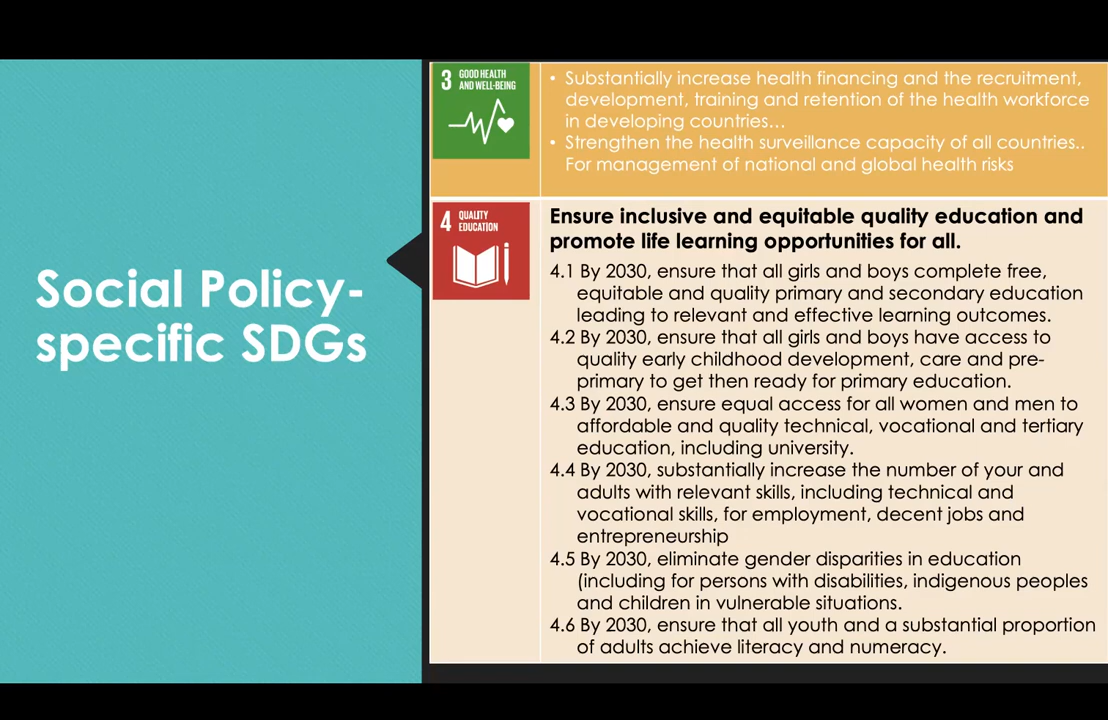 Social Policy-
specific SDGs
3 GOOD HEALTH
AND WELL-BEING
• Substantially increase health financing and the recruitment,
development, training and retention of the health workforce
in developing countries…
• Strengthen the health surveillance capacity of all countries..
For management of national and global health risks
4 QUALITY
EDUCATION
Ensure inclusive and equitable quality education and
promote life learning opportunities for all.
4.1 By 2030, ensure that all girls and boys complete free,
equitable and quality primary and secondary education
leading to relevant and effective learning outcomes.
4.2 By 2030, ensure that all girls and boys have access to
quality early childhood development, care and pre-
primary to get then ready for primary education.
4.3 By 2030, ensure equal access for all women and men to
affordable and quality technical, vocational and tertiary
education, including university.
4.4 By 2030, substantially increase the number of your and
adults with relevant skills, including technical and
vocational skills, for employment, decent jobs and
entrepreneurship
4.5 By 2030, eliminate gender disparities in education
(including for persons with disabilities, indigenous peoples
and children in vulnerable situations.
4.6 By 2030, ensure that all youth and a substantial proportion
of adults achieve literacy and numeracy.